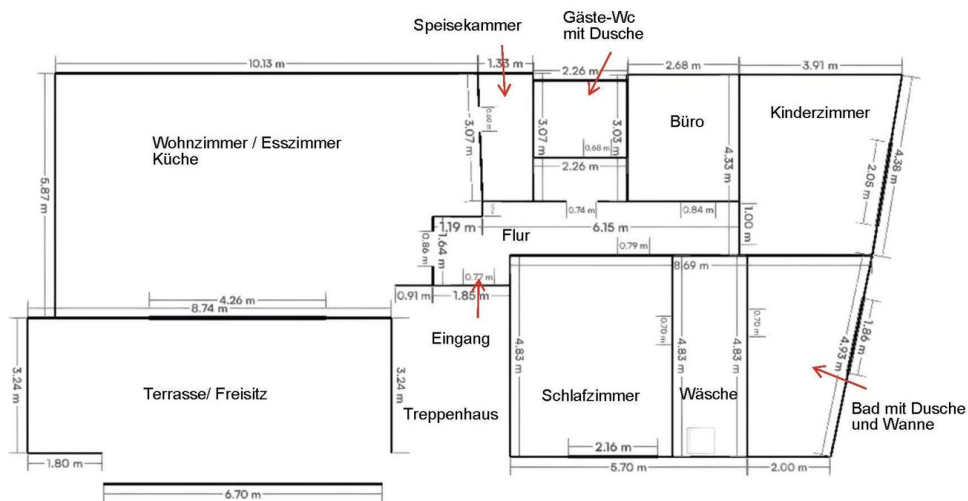 Speisekammer
Gäste-Wc
mit Dusche
10.13 m
1.33 m
2.26 m
2.68 m
3.91 m
Wohnzimmer / Esszimmer
Küche
Büro
Kinderzimmer
5.87 m
3.07 m
0.60 m
3.07 m
3.03 m
0.68 m
2.26 m
4.33 m
2.05 m
4.38 m
0.74 m
0.84 m
1.00 m
1.19 m
6.15 m
Flur
0.86 m
1.64 m
0.79 m
0.77 m
8.69 m
0.91 m
1.85 m
4.26 m
8.74 m
Eingang
0.70 m
0.70 m
1.86 m
3.24 m
3.24 m
4.83 m
4.83 m
4.83 m
4.93 m
Terrasse/ Freisitz
Treppenhaus
Schlafzimmer
Wäsche
Bad mit Dusche
und Wanne
2.16 m
1.80 m
5.70 m
2.00 m
6.70 m